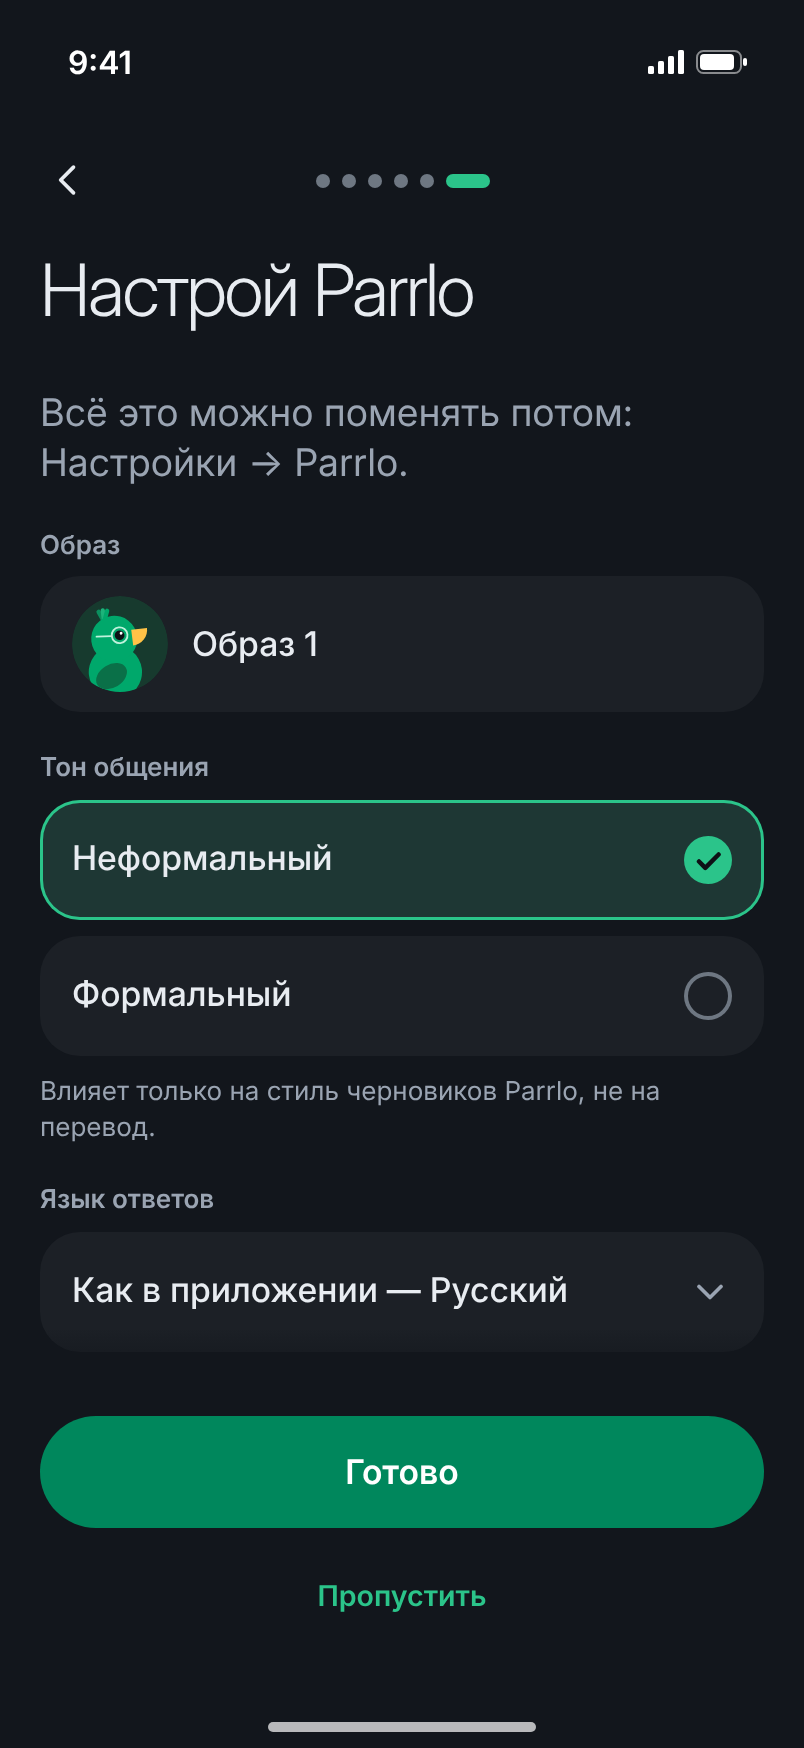 9:41
Настрой Parrlo
Всё это можно поменять потом:
Настройки → Parrlo.
Образ
Образ 1
Тон общения
Неформальный
Формальный
Влияет только на стиль черновиков Parrlo, не на
перевод.
Язык ответов
Как в приложении — Русский
Готово
Пропустить